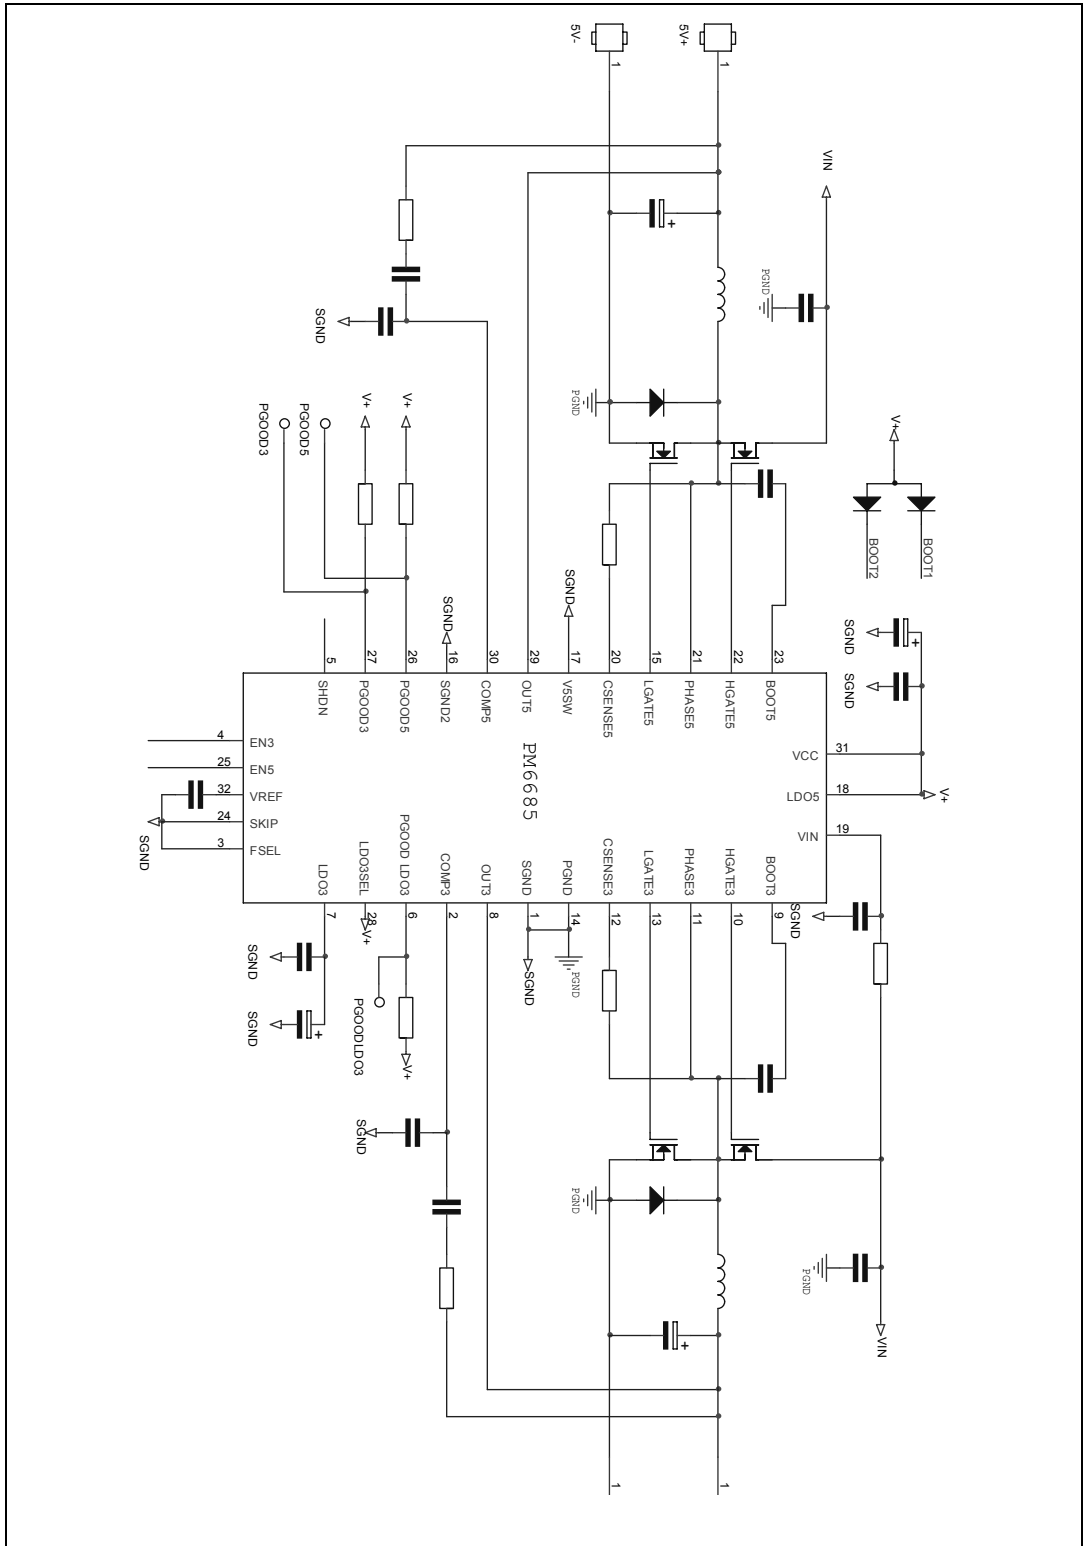 5V-
5V+
1
1
VIN
PGND
SGND
PGND
V+
V+
PGOOD3
PGOOD5
V+
BOOT2
BOOT1
SGND
SGND
SGND
SGND
5
27
26
16
30
29
17
20
15
21
22
23
SHDN
PGOOD3
PGOOD5
SGND2
COMP5
OUT5
V5SW
CSENSE5
LGATE5
PHASE5
HGATE5
BOOT5
4
EN3
25
EN5
32
VREF
24
SKIP
3
FSEL
SGND
PM6685
VCC
31
LDO5
18
VIN
19
V+
LDO3
LDO3SEL
PGOOD LDO3
COMP3
OUT3
SGND
PGND
CSENSE3
LGATE3
PHASE3
HGATE3
BOOT3
7
28
6
2
8
1
14
12
13
11
10
9
SGND
V+
SGND
SGND
PGND
SGND
PGOODLDO3
V+
SGND
PGND
PGND
VIN
1
1